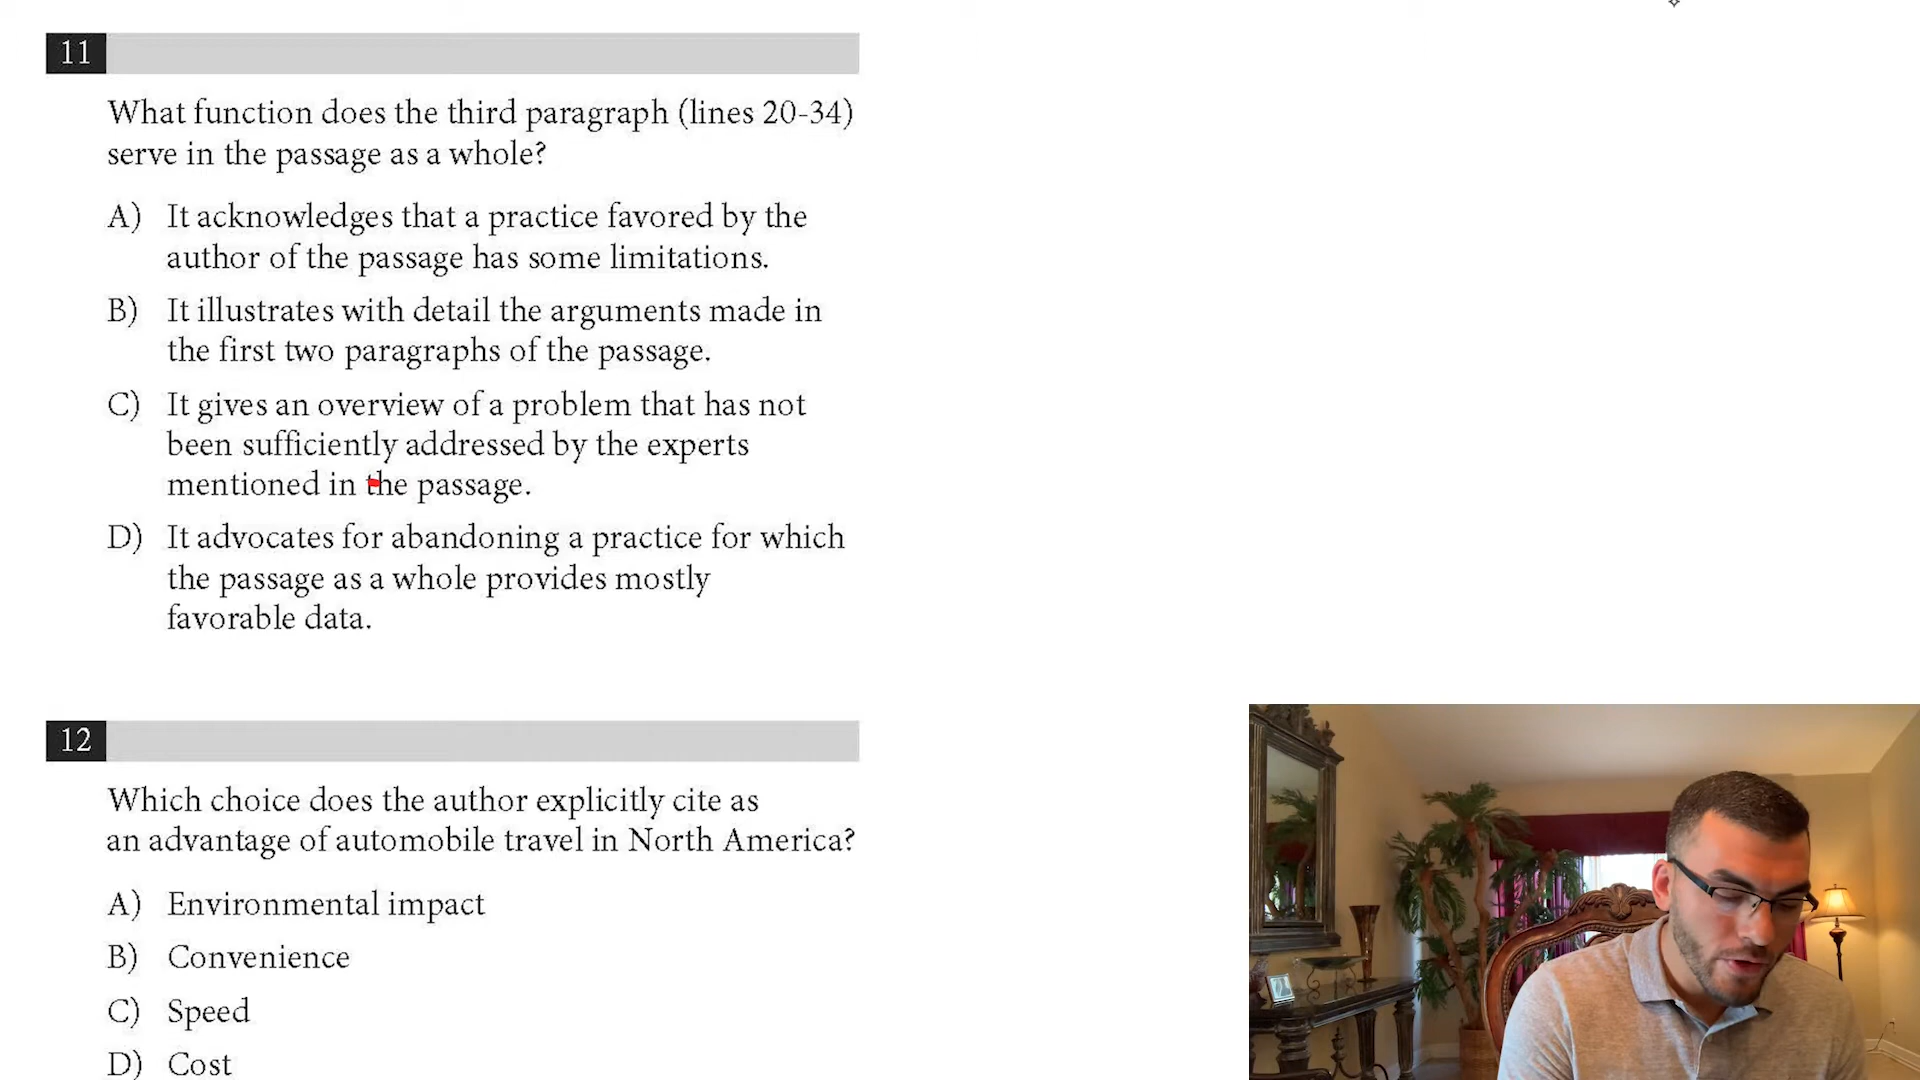 11
What function does the third paragraph (lines 20-34)
serve in the passage as a whole?
A) It acknowledges that a practice favored by the
author of the passage has some limitations.
B) It illustrates with detail the arguments made in
the first two paragraphs of the passage.
C) It gives an overview of a problem that has not
been sufficiently addressed by the experts
mentioned in the passage.
D) It advocates for abandoning a practice for which
the passage as a whole provides mostly
favorable data.
12
Which choice does the author explicitly cite as
an advantage of automobile travel in North America?
A) Environmental impact
B) Convenience
C) Speed
D) Cost